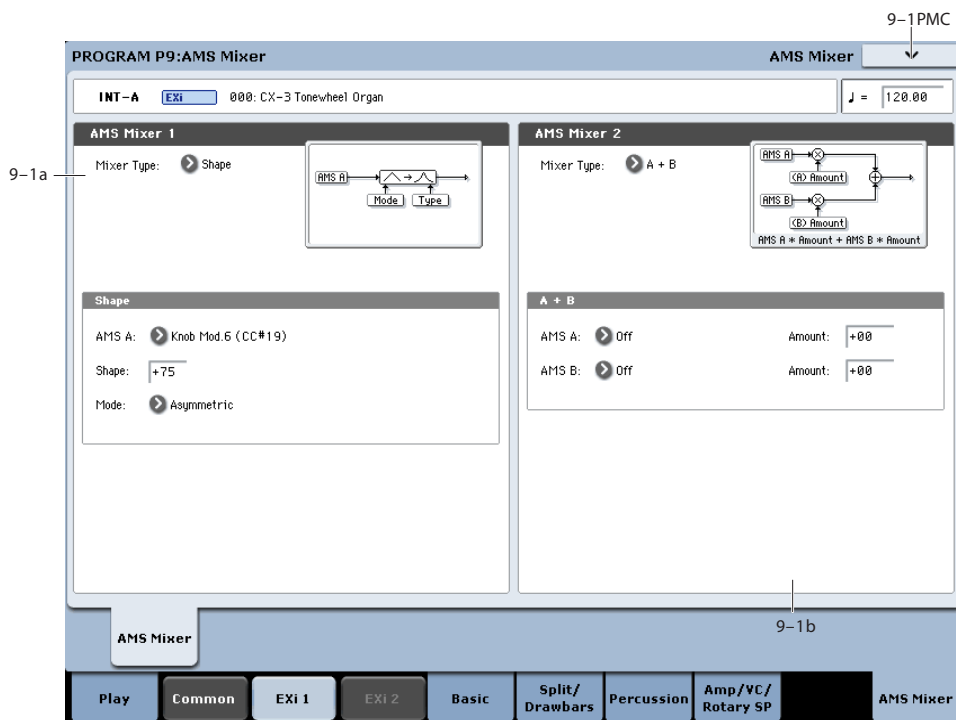 9–1PMC
PROGRAM P9:AMS Mixer
AMS Mixer
INT-A
EXi
000: CX-3 Tonewheel Organ
♩ = 120.00
AMS Mixer 1
9–1a
Mixer Type: Shape
AMS A
Mode
Type
Shape
AMS A: Knob Mod.6 (CC#19)
Shape: +75
Mode: Asymmetric
AMS Mixer 2
Mixer Type: A + B
AMS A
(A) Amount
AMS B
(B) Amount
AMS A * Amount + AMS B * Amount
A + B
AMS A: Off Amount: +00
AMS B: Off Amount: +00
9–1b
AMS Mixer
Play
Common
EXi 1
EXi 2
Basic
Split/
Drawbars
Percussion
Amp/VC/
Rotary SP
AMS Mixer